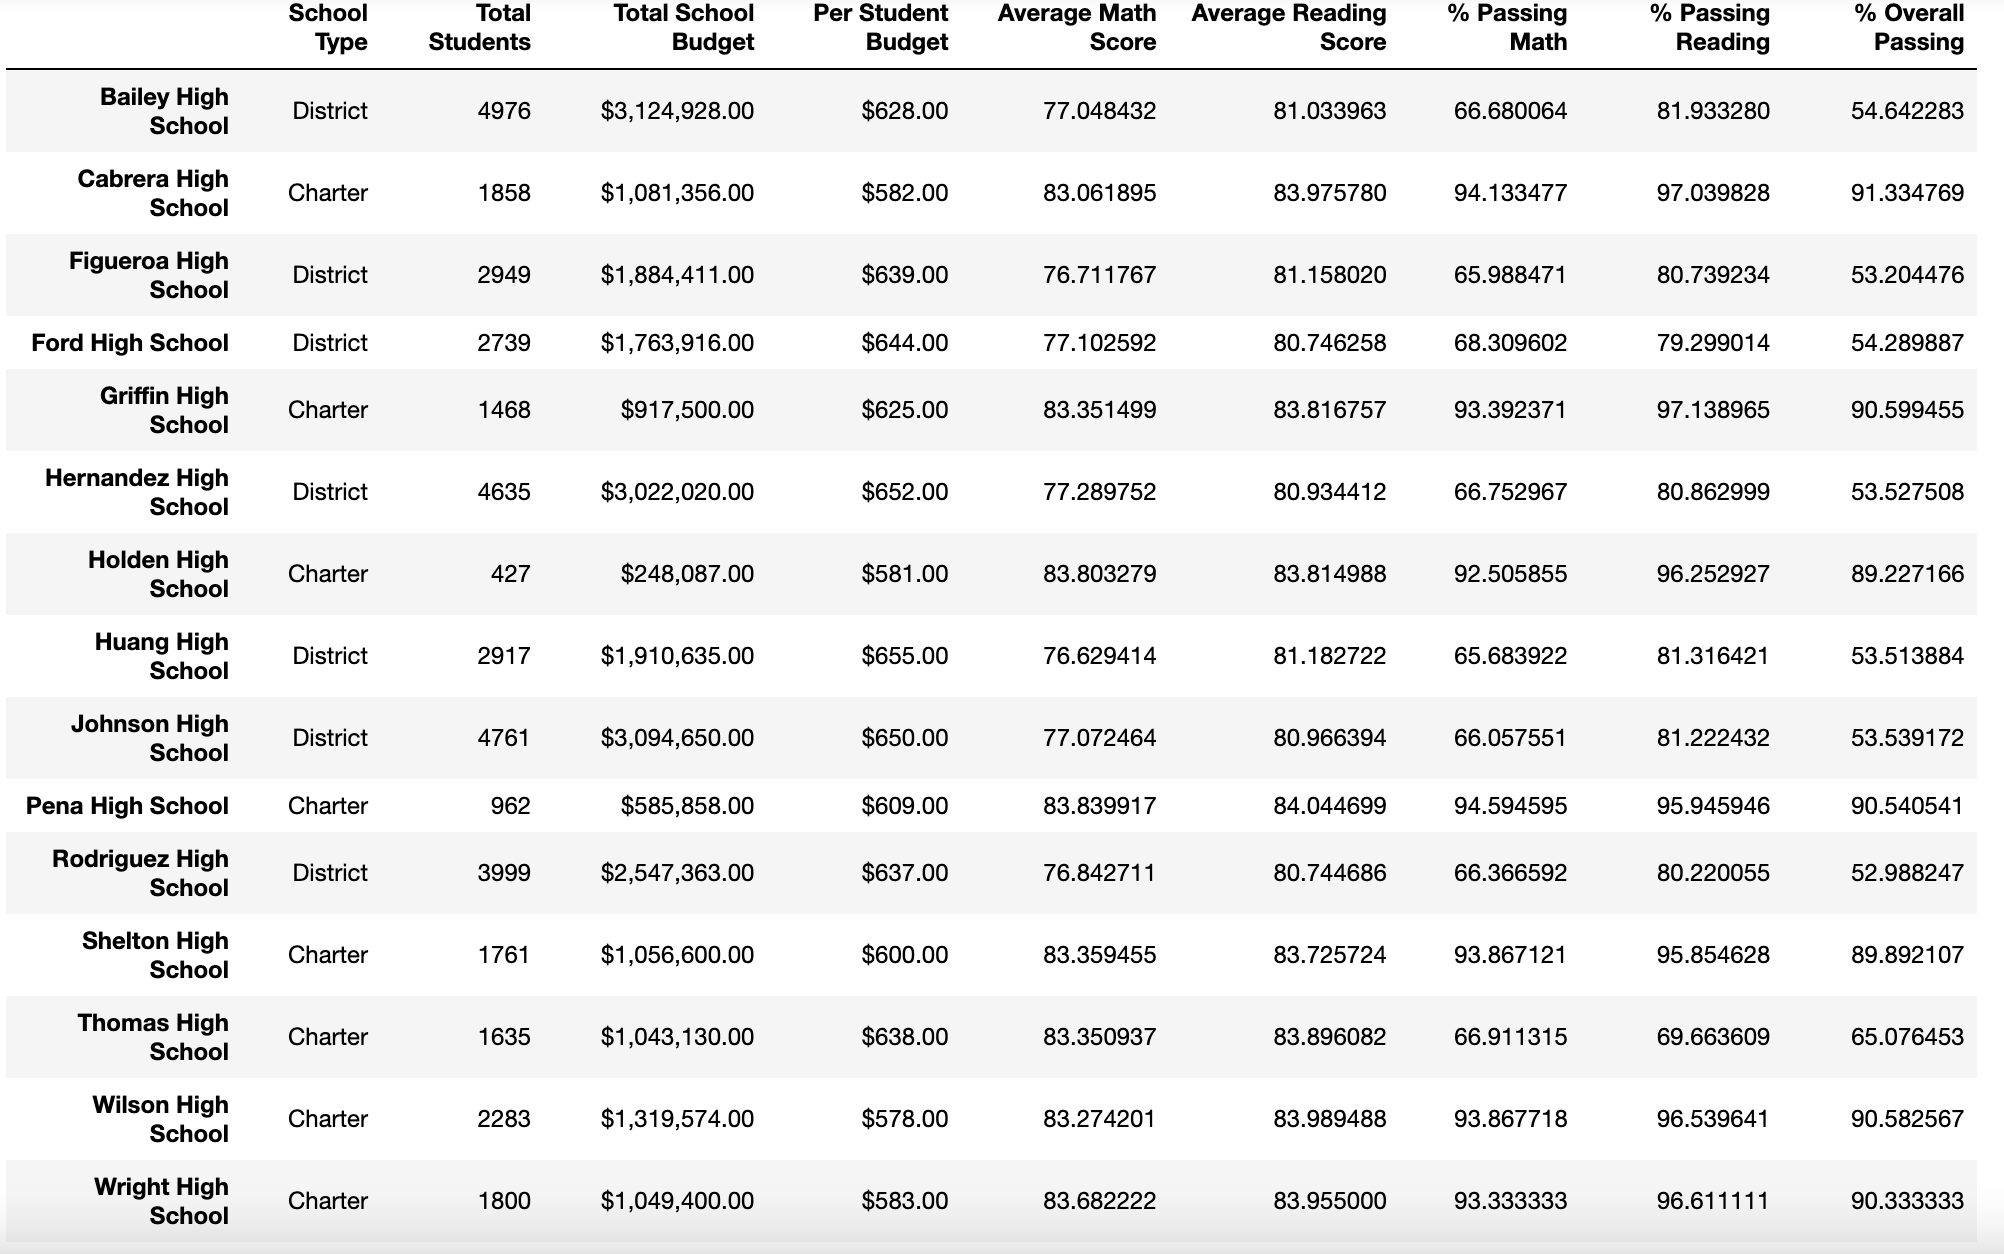 School Type Total Students Total School Budget Per Student Budget Average Math Score Average Reading Score % Passing Math % Passing Reading % Overall Passing
Bailey High School District 4976 $3,124,928.00 $628.00 77.048432 81.033963 66.680064 81.933280 54.642283
Cabrera High School Charter 1858 $1,081,356.00 $582.00 83.061895 83.975780 94.133477 97.039828 91.334769
Figueroa High School District 2949 $1,884,411.00 $639.00 76.711767 81.158020 65.988471 80.739234 53.204476
Ford High School District 2739 $1,763,916.00 $644.00 77.102592 80.746258 68.309602 79.299014 54.289887
Griffin High School Charter 1468 $917,500.00 $625.00 83.351499 83.816757 93.392371 97.138965 90.599455
Hernandez High School District 4635 $3,022,020.00 $652.00 77.289752 80.934412 66.752967 80.862999 53.527508
Holden High School Charter 427 $248,087.00 $581.00 83.803279 83.814988 92.505855 96.252927 89.227166
Huang High School District 2917 $1,910,635.00 $655.00 76.629414 81.182722 65.683922 81.316421 53.513884
Johnson High School District 4761 $3,094,650.00 $650.00 77.072464 80.966394 66.057551 81.222432 53.539172
Pena High School Charter 962 $585,858.00 $609.00 83.839917 84.044699 94.594595 95.945946 90.540541
Rodriguez High School District 3999 $2,547,363.00 $637.00 76.842711 80.744686 66.366592 80.220055 52.988247
Shelton High School Charter 1761 $1,056,600.00 $600.00 83.359455 83.725724 93.867121 95.854628 89.892107
Thomas High School Charter 1635 $1,043,130.00 $638.00 83.350937 83.896082 66.911315 69.663609 65.076453
Wilson High School Charter 2283 $1,319,574.00 $578.00 83.274201 83.989488 93.867718 96.539641 90.582567
Wright High School Charter 1800 $1,049,400.00 $583.00 83.682222 83.955000 93.333333 96.611111 90.333333